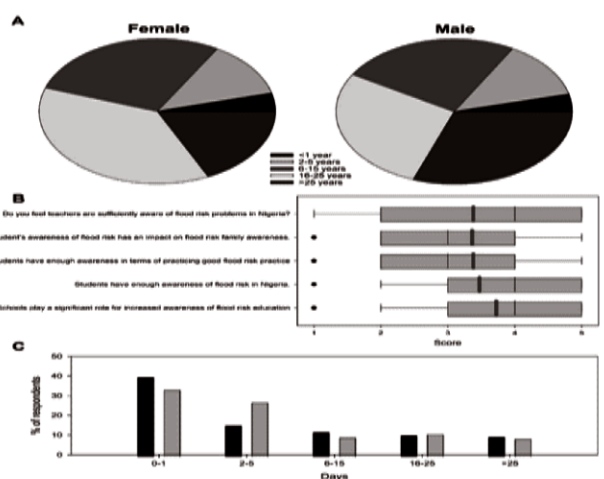 A
Female
Male
<1 year
2-5 years
6-15 years
16-25 years
>25 years
B
Do you feel teachers are sufficiently aware of flood risk problems in Nigeria?
udent's awareness of flood risk has an impact on flood risk family awareness.
udents have enough awareness in terms of practicing good flood risk practice
Students have enough awareness of flood risk in Nigeria.
Schools play a significant role for increased awareness of flood risk education
1 2 3 4 5
Score
C
% of respondents
50
40
30
20
10
0
0-1 2-5 6-15 16-25 >25
Days